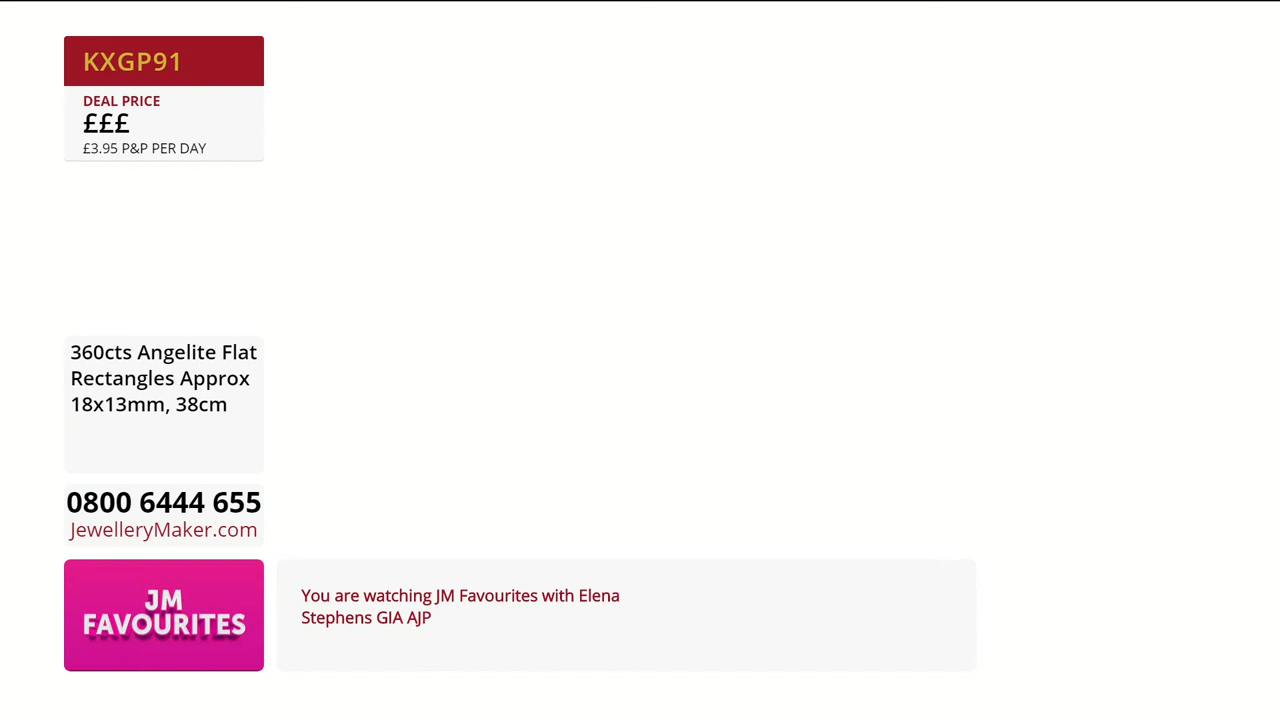 KXGP91
DEAL PRICE
£££
£3.95 P&P PER DAY
360cts Angelite Flat
Rectangles Approx
18x13mm, 38cm
0800 6444 655
JewelleryMaker.com
JM
FAVOURITES
You are watching JM Favourites with Elena
Stephens GIA AJP